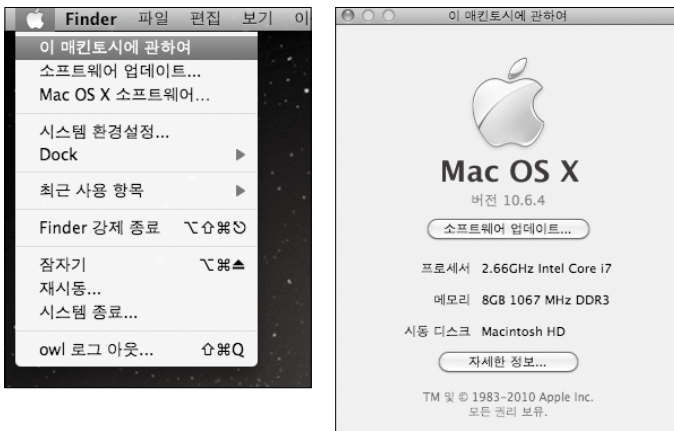 Finder 파일 편집 보기
이 매킨토시에 관하여
소프트웨어 업데이트...
Mac OS X 소프트웨어...
시스템 환경설정...
Dock
최근 사용 항목
Finder 강제 종료 ⌥⇧⌘⎋
잠자기 ⌥⌘⏏
재시동...
시스템 종료...
owl 로그 아웃... ⇧⌘Q
이 매킨토시에 관하여
Mac OS X
버전 10.6.4
소프트웨어 업데이트...
프로세서 2.66GHz Intel Core i7
메모리 8GB 1067 MHz DDR3
시동 디스크 Macintosh HD
자세한 정보...
TM 및 © 1983-2010 Apple Inc.
모든 권리 보유.